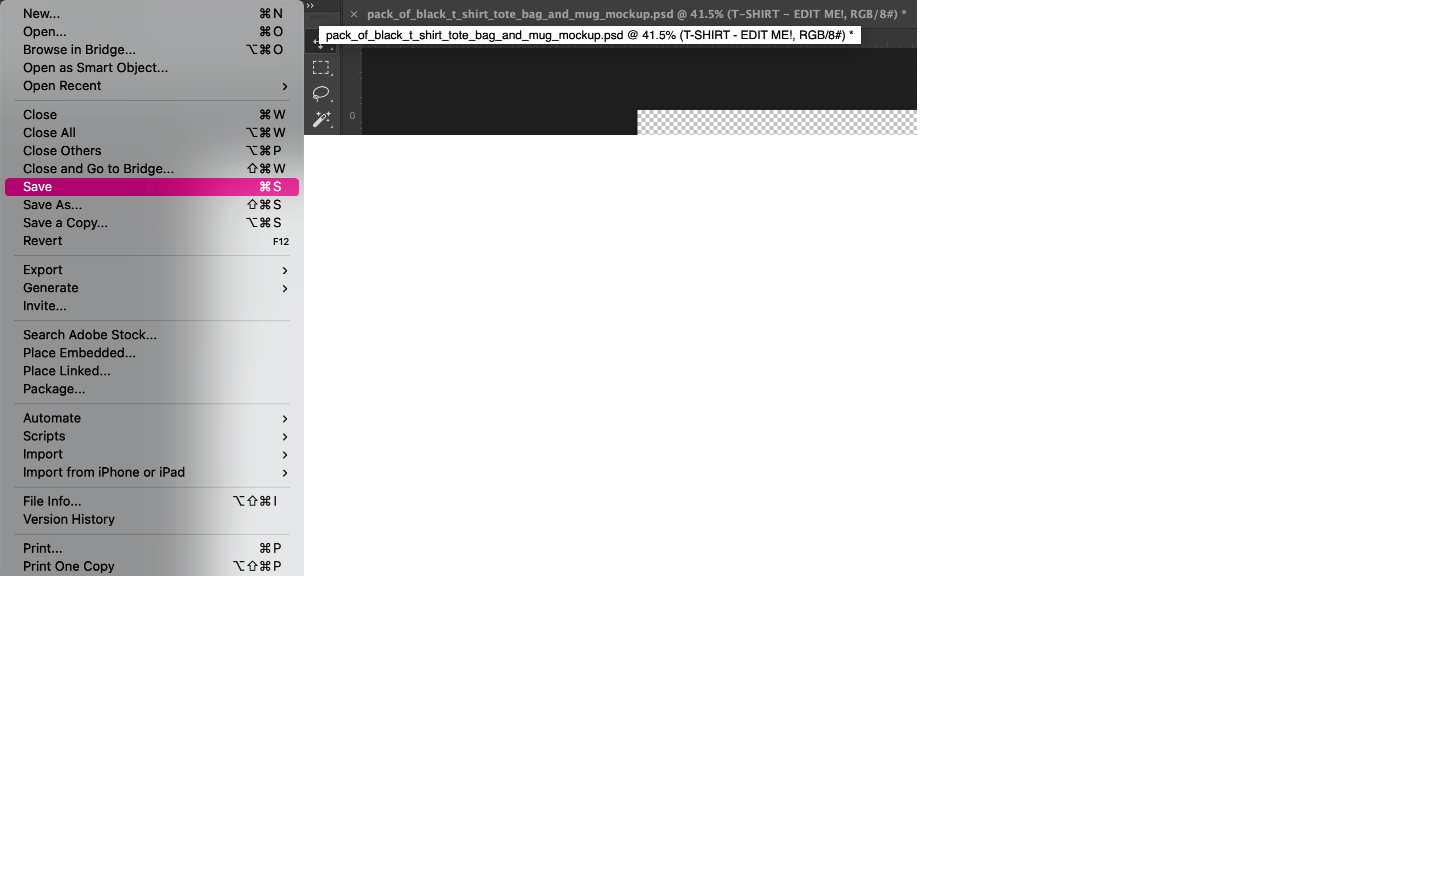 New... ⌘N
Open... ⌘O
Browse in Bridge... ⌥⌘O
Open as Smart Object...
Open Recent
Close ⌘W
Close All ⌥⌘W
Close Others ⌥⌘P
Close and Go to Bridge... ⇧⌘W
Save ⌘S
Save As... ⇧⌘S
Save a Copy... ⌥⌘S
Revert F12
Export
Generate
Invite...
Search Adobe Stock...
Place Embedded...
Place Linked...
Package...
Automate
Scripts
Import
Import from iPhone or iPad
File Info... ⌥⇧⌘I
Version History
Print... ⌘P
Print One Copy ⌥⇧⌘P
pack_of_black_t_shirt_tote_bag_and_mug_mockup.psd @ 41.5% (T-SHIRT - EDIT ME!, RGB/8#) *
pack_of_black_t_shirt_tote_bag_and_mug_mockup.psd @ 41.5% (T-SHIRT - EDIT ME!, RGB/8#) *
0